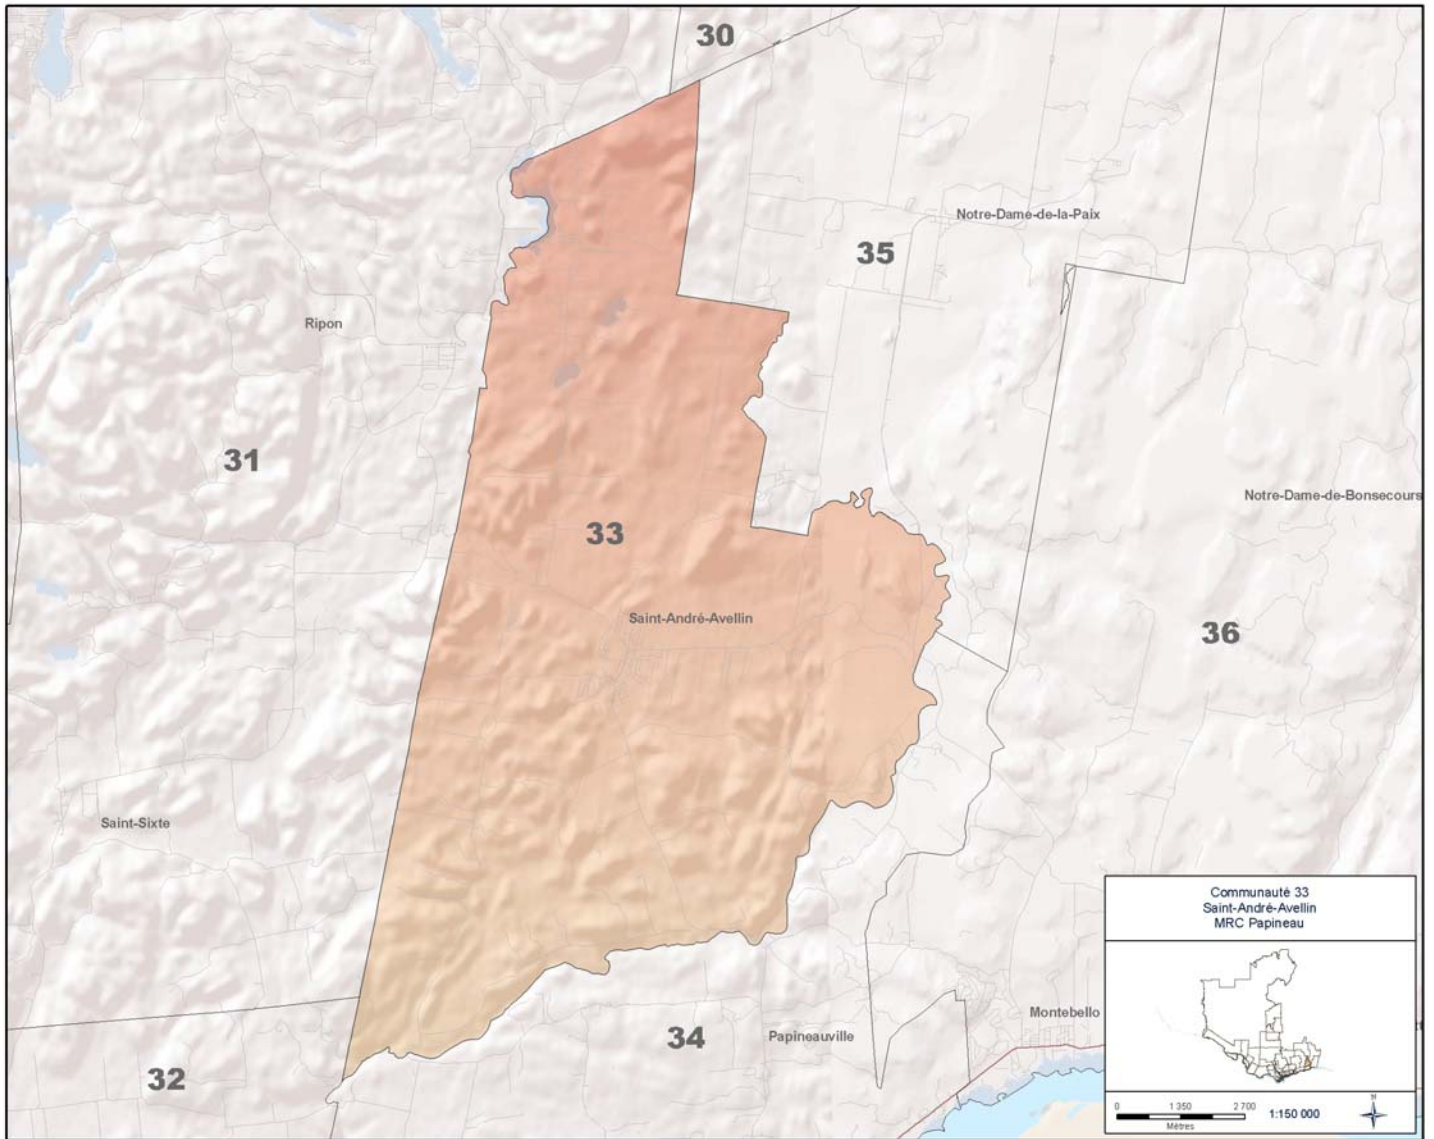 30
Notre-Dame-de-la-Paix
35
Ripon
31
Notre-Dame-de-Bonsecours
33
Saint-André-Avellin
36
Saint-Sixte
Communauté 33
Saint-André-Avellin
MRC Papineau
Montebello
34
Papineauville
32
N
0 1 350 2 700
Mètres
1:150 000